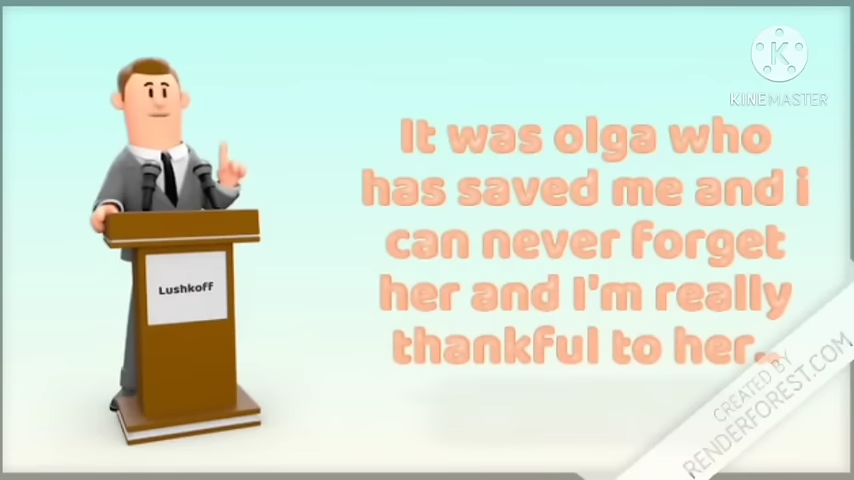 KINEMASTER
It was olga who
has saved me and i
can never forget
her and I'm really
thankful to her..
Lushkoff
CREATED BY
RENDERFOREST.COM